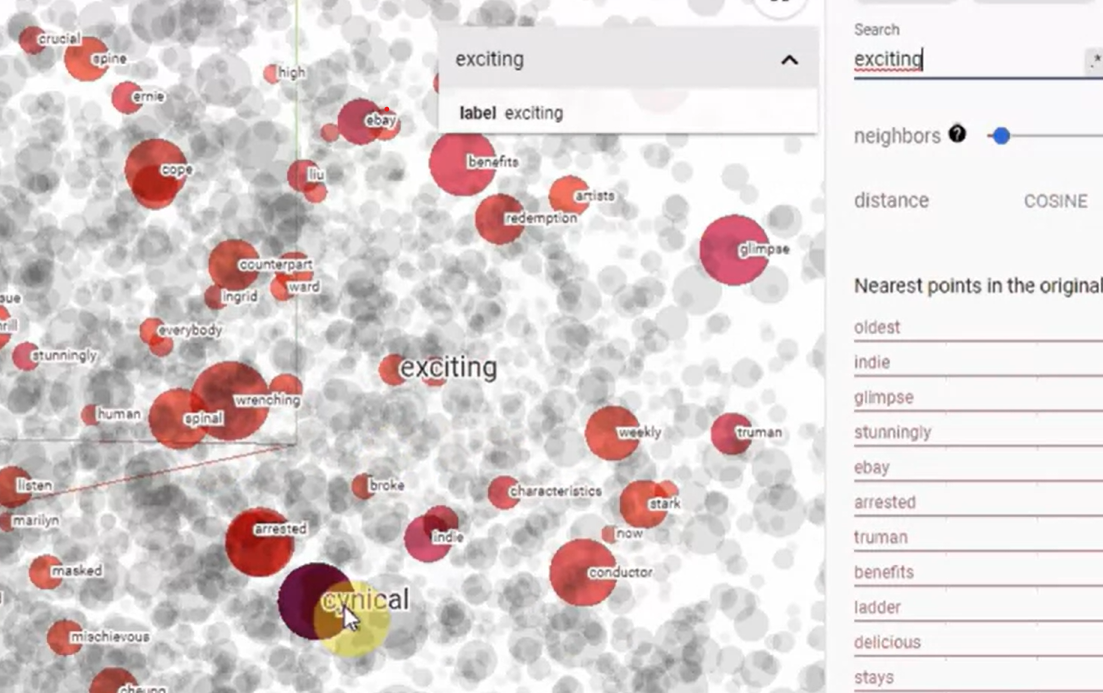 crucial
spine
high
ernie
ebay
cope
liu
benefits
artists
redemption
glimpse
counterpart
ward
ingrid
everybody
stunningly
exciting
wrenching
human
spinal
weekly
truman
listen
broke
characteristics
stark
marilyn
arrested
indie
now
masked
conductor
cynical
mischievous
exciting
label exciting
Search
exciting
.*
neighbors ?
distance COSINE
Nearest points in the original
oldest
indie
glimpse
stunningly
ebay
arrested
truman
benefits
ladder
delicious
stays